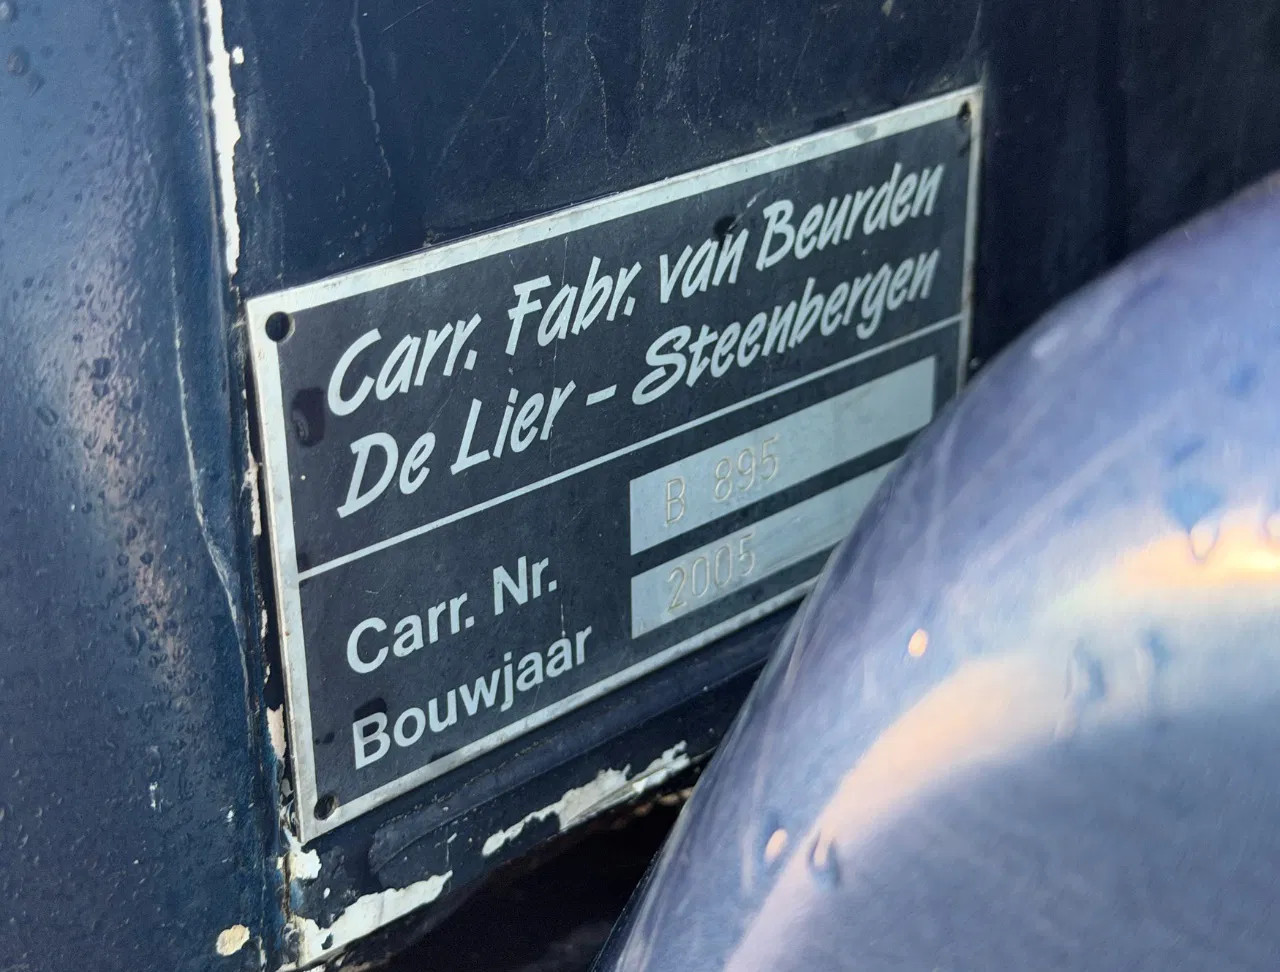 Carr. Fabr. van Beurden
De Lier - Steenbergen
Carr. Nr. B 895
Bouwjaar 2005